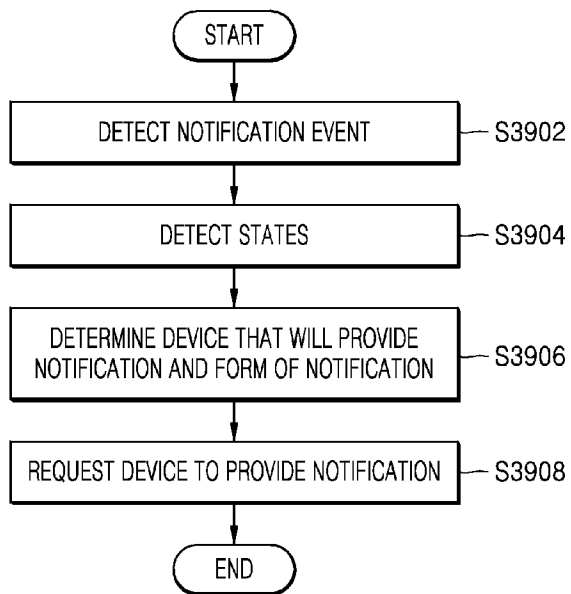 START
DETECT NOTIFICATION EVENT
S3902
DETECT STATES
S3904
DETERMINE DEVICE THAT WILL PROVIDE
NOTIFICATION AND FORM OF NOTIFICATION
S3906
REQUEST DEVICE TO PROVIDE NOTIFICATION
S3908
END